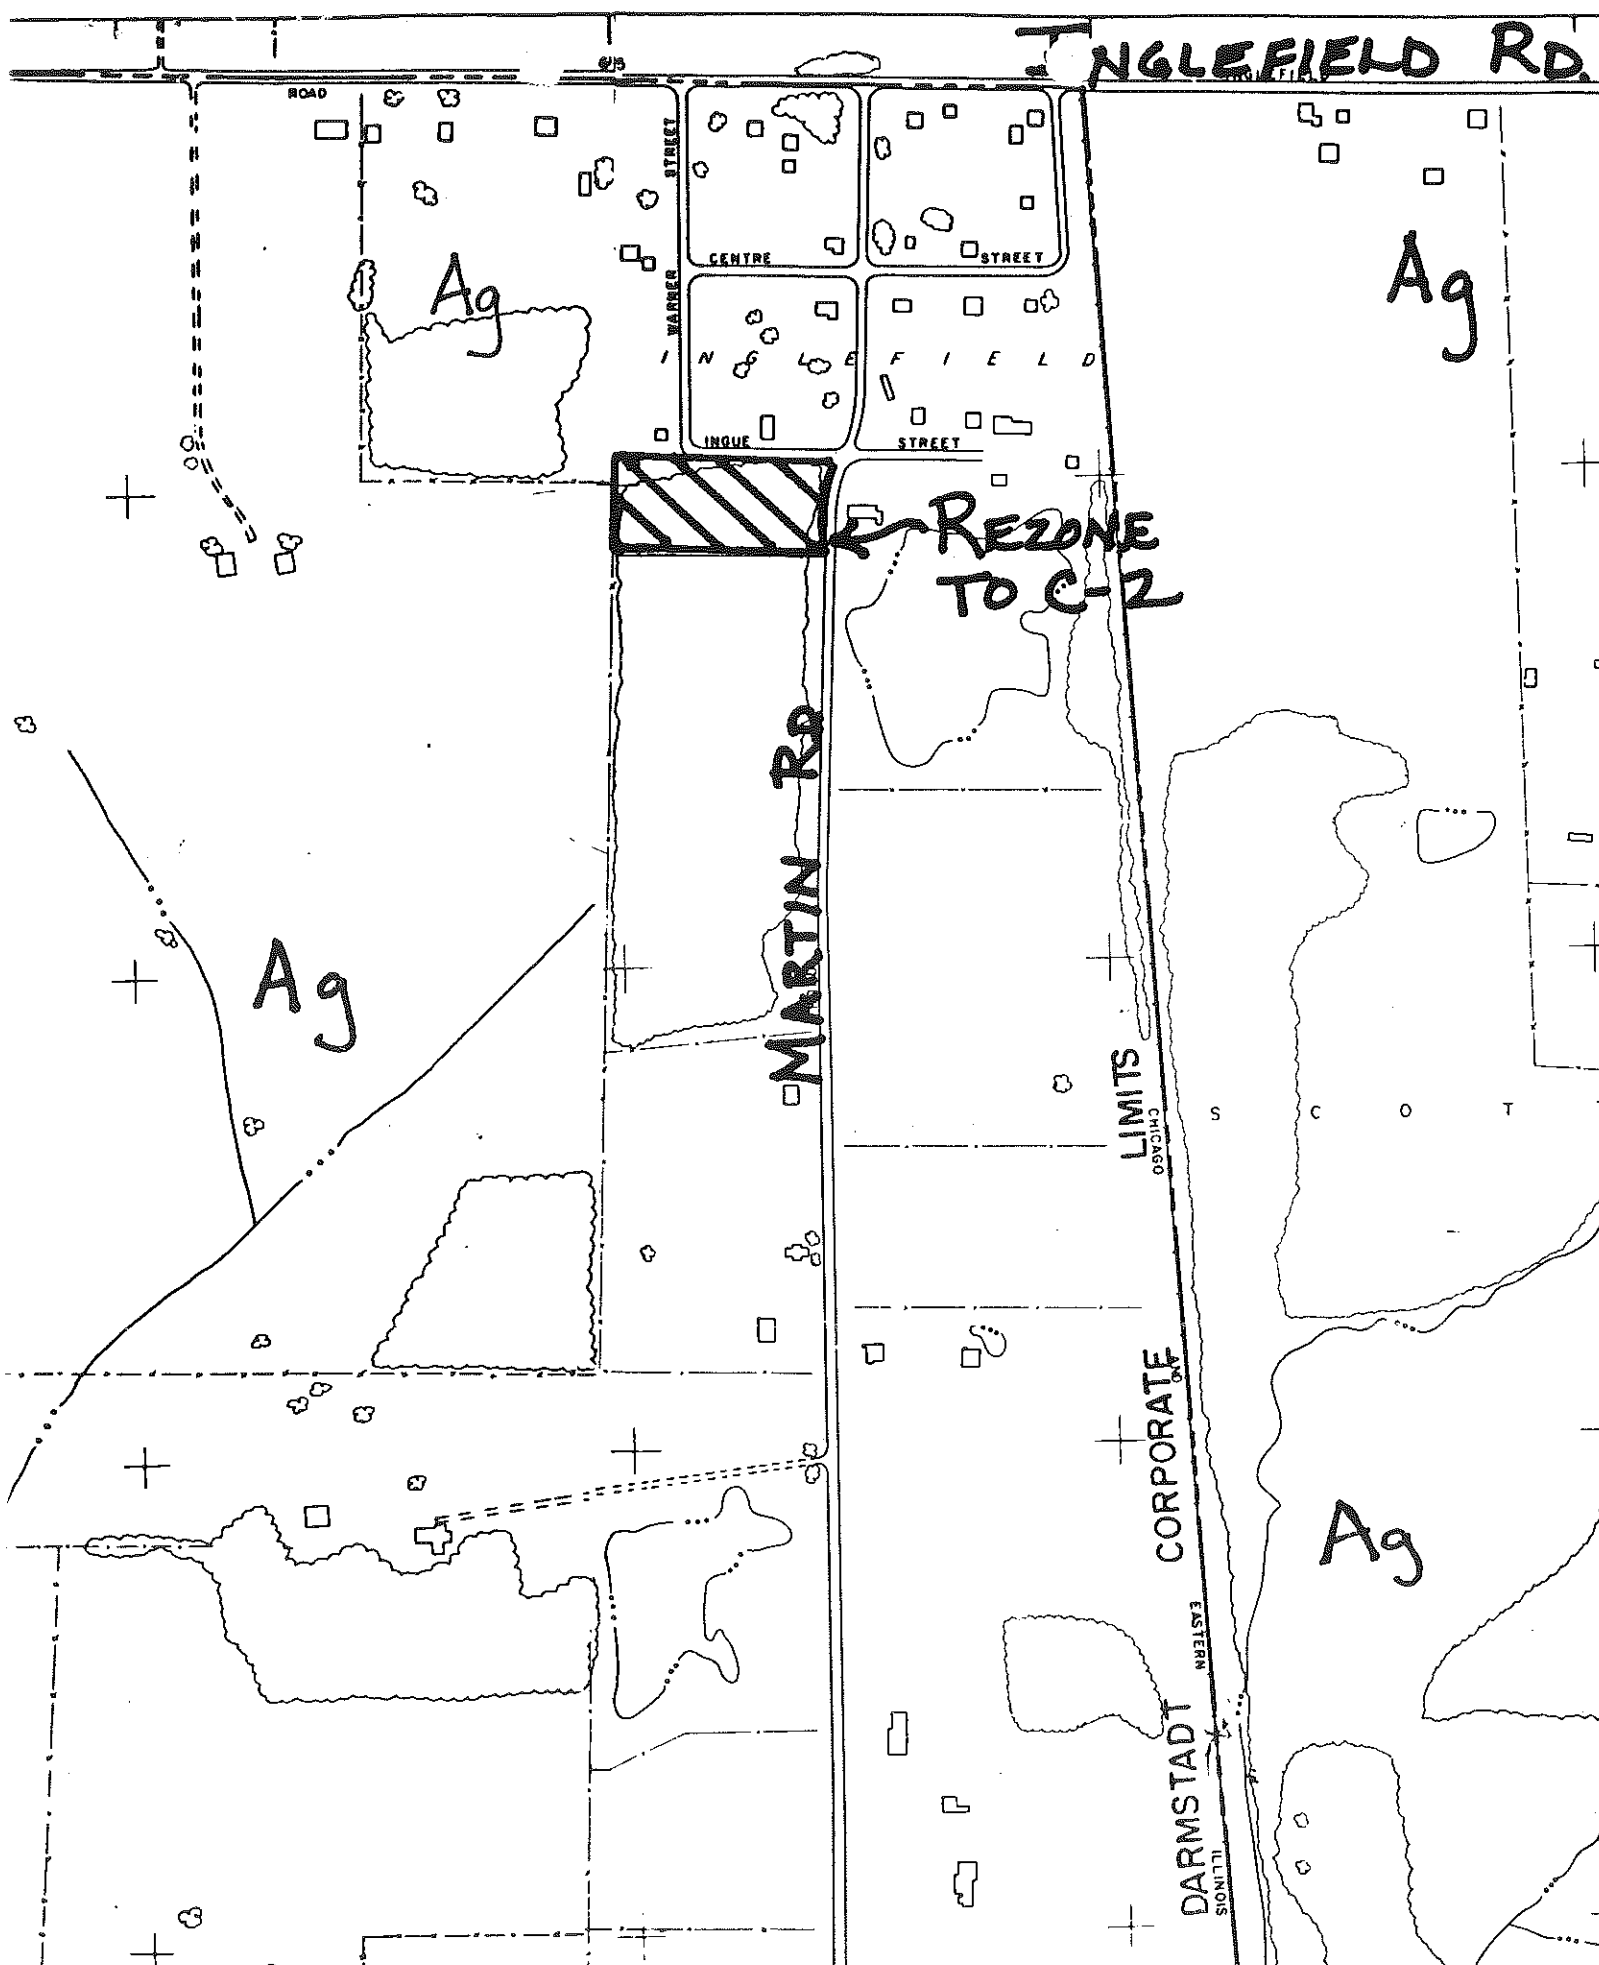 INGLEFIELD RD.
ROAD
STREET
WARNER
CENTRE STREET
Ag
Ag
I N G L E F I E L D
INGUE STREET
REZONE
TO C-2
MARTIN RD
Ag
DARMSTADT CORPORATE LIMITS
S C O T
CHICAGO
AND
EASTERN
ILLINOIS
Ag